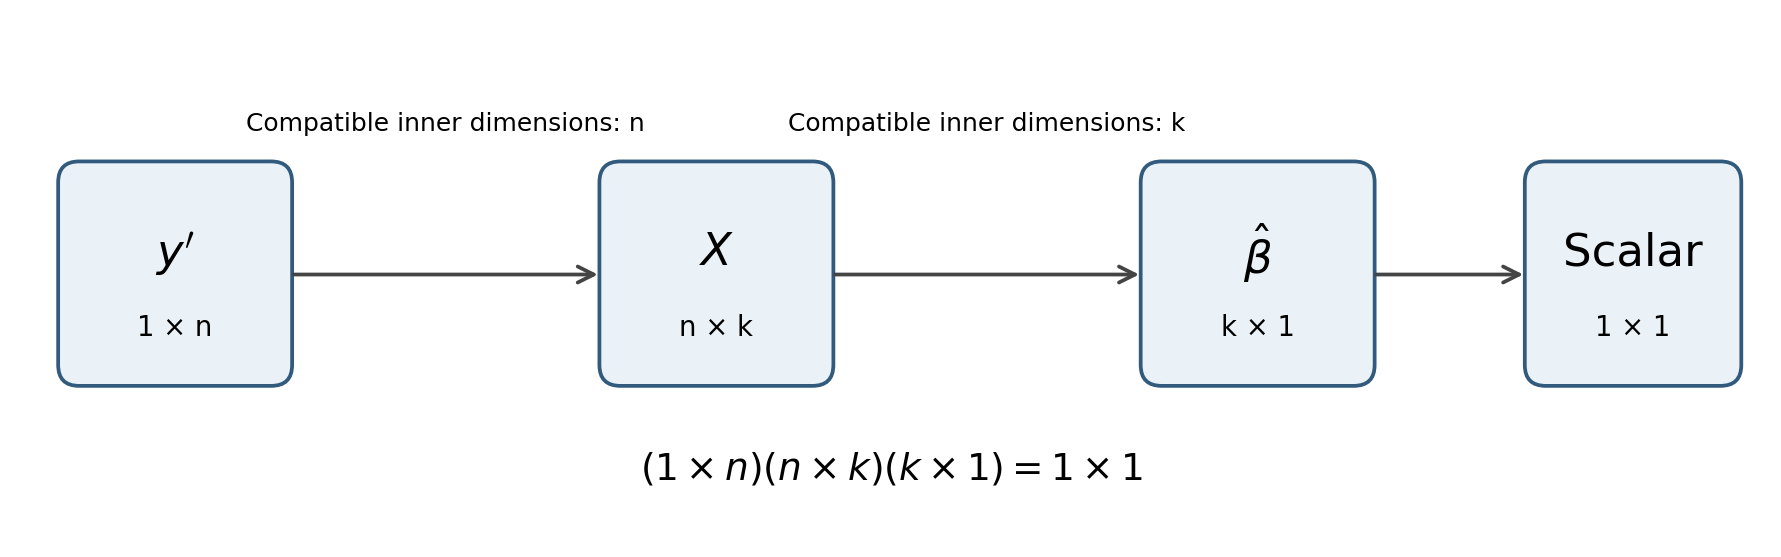 Compatible inner dimensions: n
Compatible inner dimensions: k
y′
1 × n
X
n × k
β̂
k × 1
Scalar
1 × 1
(1 × n)(n × k)(k × 1) = 1 × 1